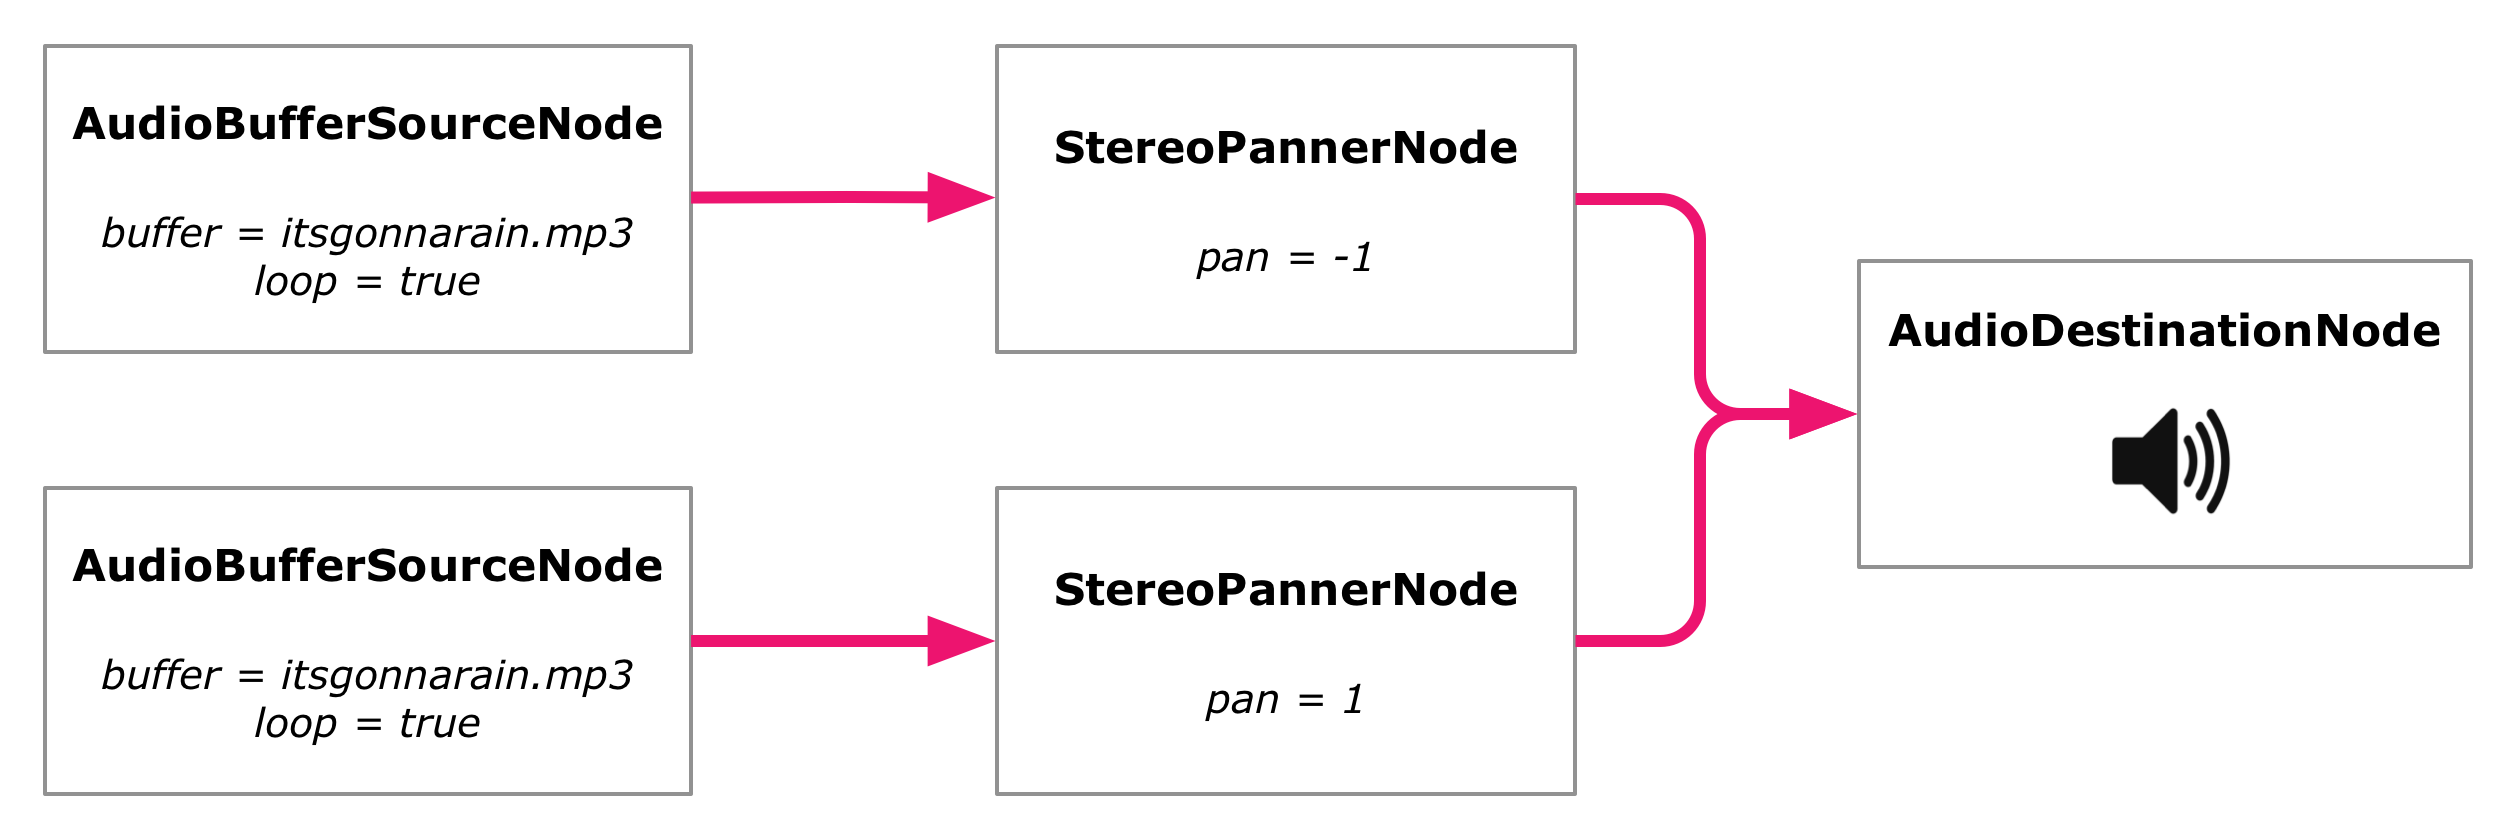 AudioBufferSourceNode
buffer = itsgonnarain.mp3
loop = true
StereoPannerNode
pan = -1
AudioBufferSourceNode
buffer = itsgonnarain.mp3
loop = true
StereoPannerNode
pan = 1
AudioDestinationNode